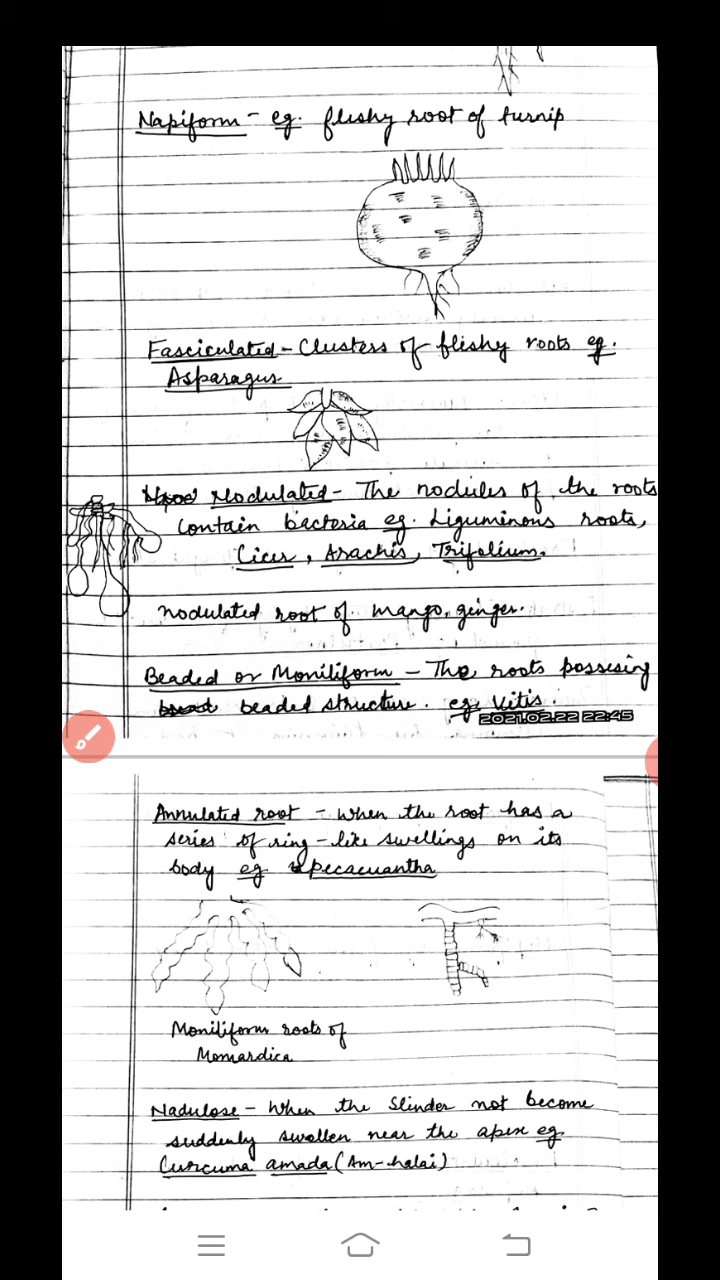 Napiform - eg. fleshy root of turnip
Fasciculated - Clusters of fleshy roots eg.
Asparagus
Nodulated - The nodules of the roots
contain bacteria eg. Liguminous roots,
Cicer, Arachis, Trifolium.
nodulated root of mango, ginger.
Beaded or Moniliform - The roots possesing
beaded structure. eg. Vitis.
2021.02.22 22:45
Annulated root - When the root has a
series of ring-like swellings on its
body eg Ipecacuantha
Moniliform roots of
Momardica
Nadulose - When the slinder not become
suddenly swollen near the apex eg
Curcuma amada (Am-halai)